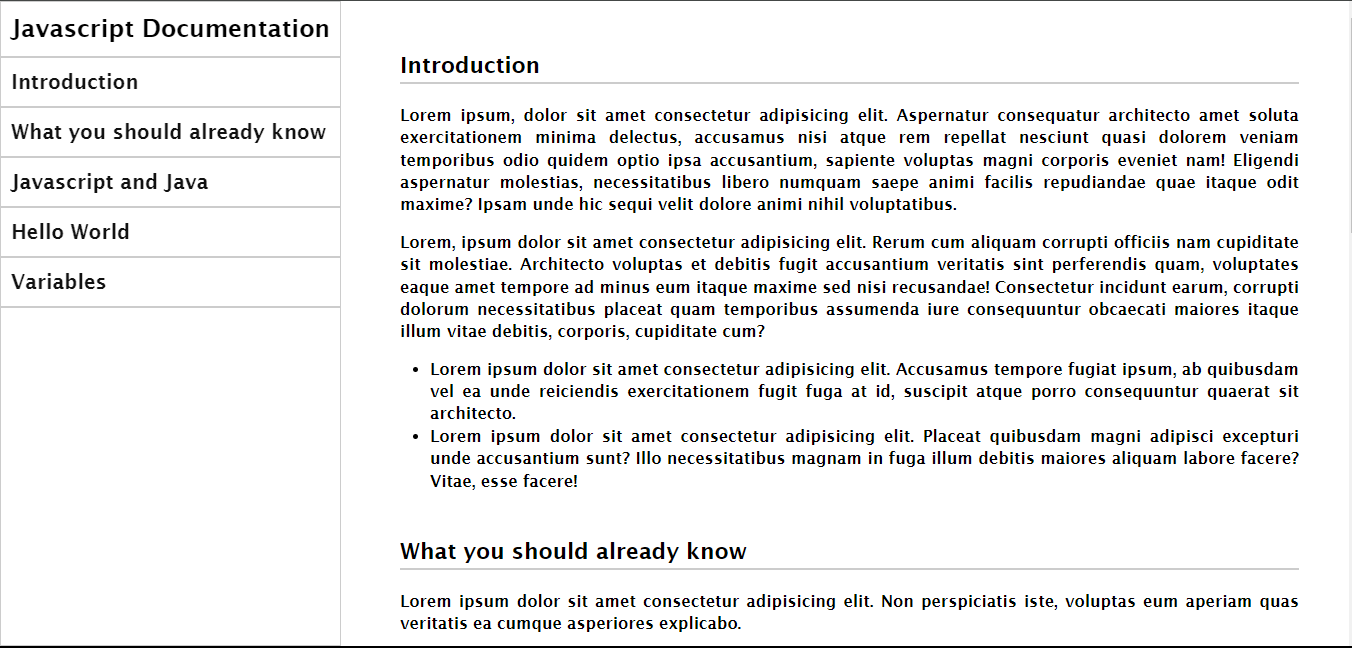 Javascript Documentation
Introduction
What you should already know
Javascript and Java
Hello World
Variables
Introduction
Lorem ipsum, dolor sit amet consectetur adipisicing elit. Aspernatur consequatur architecto amet soluta
exercitationem minima delectus, accusamus nisi atque rem repellat nesciunt quasi dolorem veniam
temporibus odio quidem optio ipsa accusantium, sapiente voluptas magni corporis eveniet nam! Eligendi
aspernatur molestias, necessitatibus libero numquam saepe animi facilis repudiandae quae itaque odit
maxime? Ipsam unde hic sequi velit dolore animi nihil voluptatibus.
Lorem, ipsum dolor sit amet consectetur adipisicing elit. Rerum cum aliquam corrupti officiis nam cupiditate
sit molestiae. Architecto voluptas et debitis fugit accusantium veritatis sint perferendis quam, voluptates
eaque amet tempore ad minus eum itaque maxime sed nisi recusandae! Consectetur incidunt earum, corrupti
dolorum necessitatibus placeat quam temporibus assumenda iure consequuntur obcaecati maiores itaque
illum vitae debitis, corporis, cupiditate cum?
• Lorem ipsum dolor sit amet consectetur adipisicing elit. Accusamus tempore fugiat ipsum, ab quibusdam
vel ea unde reiciendis exercitationem fugit fuga at id, suscipit atque porro consequuntur quaerat sit
architecto.
• Lorem ipsum dolor sit amet consectetur adipisicing elit. Placeat quibusdam magni adipisci excepturi
unde accusantium sunt? Illo necessitatibus magnam in fuga illum debitis maiores aliquam labore facere?
Vitae, esse facere!
What you should already know
Lorem ipsum dolor sit amet consectetur adipisicing elit. Non perspiciatis iste, voluptas eum aperiam quas
veritatis ea cumque asperiores explicabo.